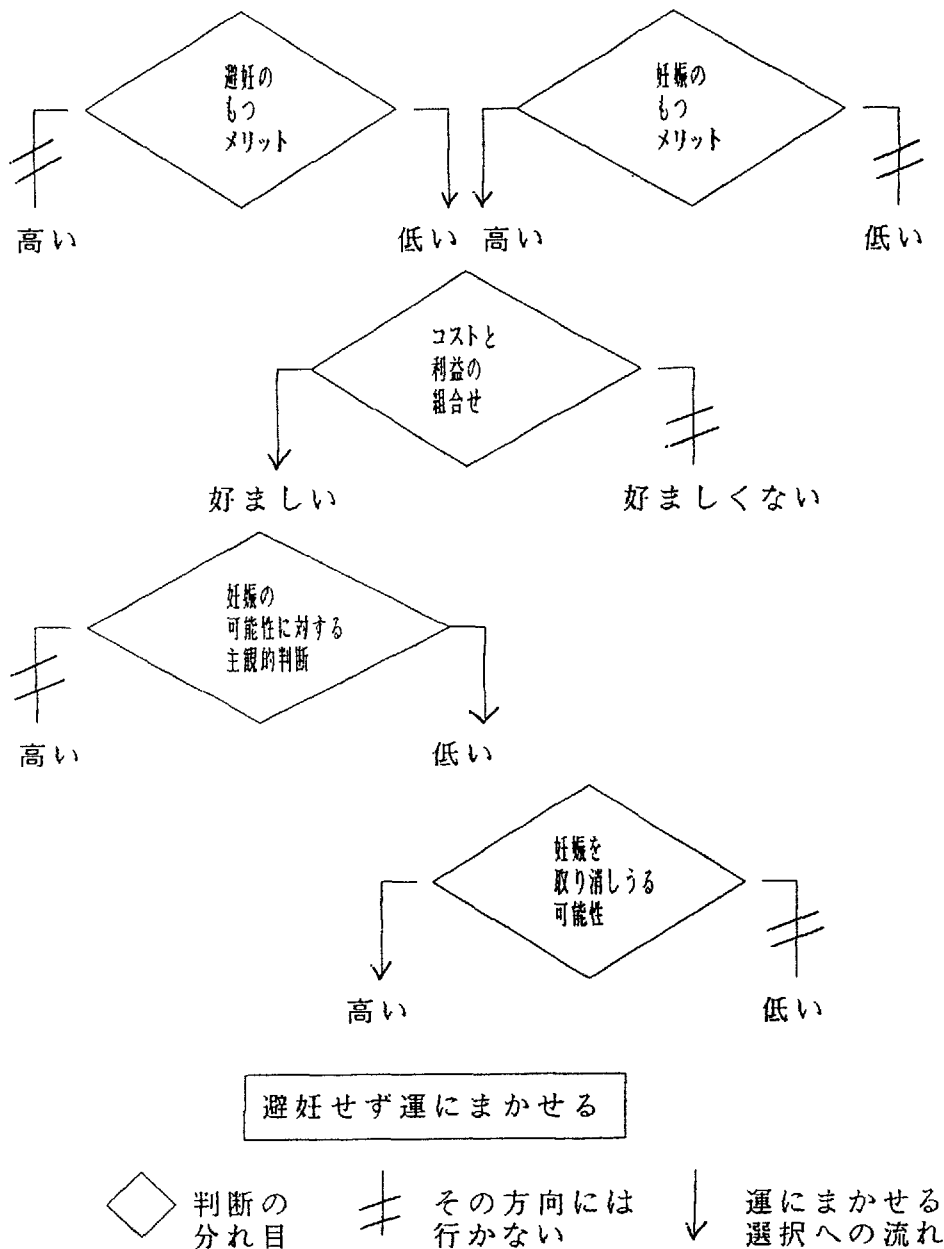 避妊の
もつ
メリット
妊娠の
もつ
メリット
高い
低い
高い
低い
コストと
利益の
組合せ
好ましい
好ましくない
妊娠の
可能性に対する
主観的判断
高い
低い
妊娠を
取り消しうる
可能性
高い
低い
避妊せず運にまかせる
判断の
分れ目
その方向には
行かない
運にまかせる
選択への流れ